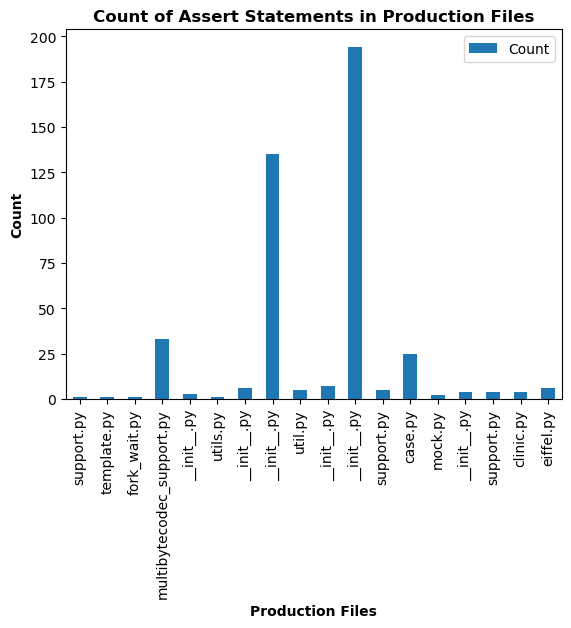 Count of Assert Statements in Production Files
Count
200
175
150
125
100
75
50
25
0
Count
support.py
template.py
fork_wait.py
multibytecodec_support.py
__init__.py
utils.py
__init__.py
__init__.py
util.py
__init__.py
__init__.py
support.py
case.py
mock.py
__init__.py
support.py
clinic.py
eiffel.py
Production Files